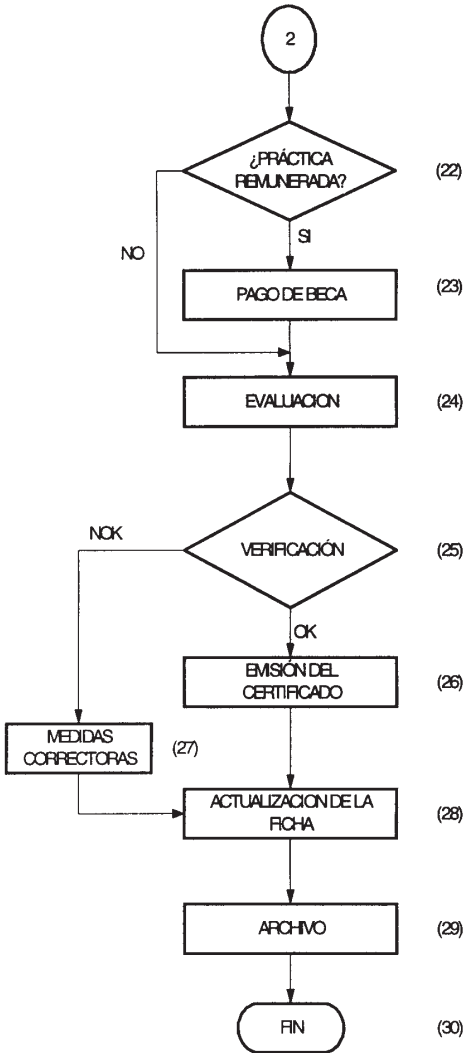 2
¿PRÁCTICA
REMUNERADA?
(22)
SI
NO
PAGO DE BECA
(23)
EVALUACION
(24)
NOK
VERIFICACIÓN
(25)
OK
EMISIÓN DEL
CERTIFICADO
(26)
MEDIDAS
CORRECTORAS
(27)
ACTUALIZACION DE LA
FICHA
(28)
ARCHIVO
(29)
FIN
(30)